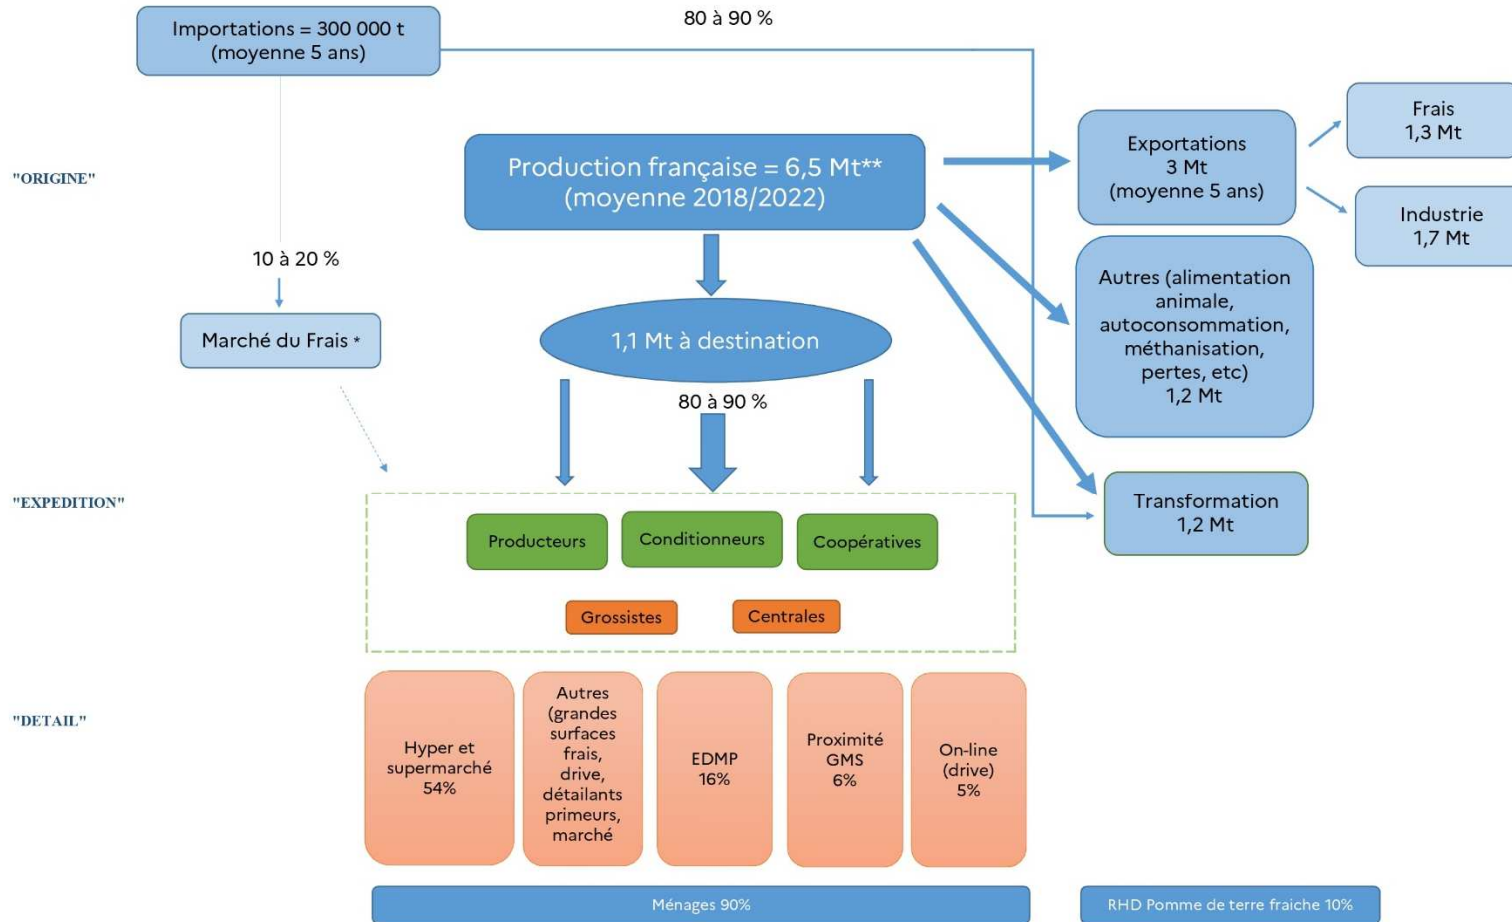 Importations = 300 000 t
(moyenne 5 ans)
80 à 90 %
Frais
1,3 Mt
Exportations
3 Mt
(moyenne 5 ans)
Production française = 6,5 Mt**
(moyenne 2018/2022)
"ORIGINE"
Industrie
1,7 Mt
10 à 20 %
Autres (alimentation
animale,
autoconsommation,
méthanisation,
pertes, etc)
1,2 Mt
Marché du Frais *
1,1 Mt à destination
80 à 90 %
"EXPEDITION"
Transformation
1,2 Mt
Producteurs
Conditionneurs
Coopératives
Grossistes
Centrales
"DETAIL"
Hyper et
supermarché
54%
Autres
(grandes
surfaces
frais,
drive,
détailants
primeurs,
marché
EDMP
16%
Proximité
GMS
6%
On-line
(drive)
5%
Ménages 90%
RHD Pomme de terre fraiche 10%